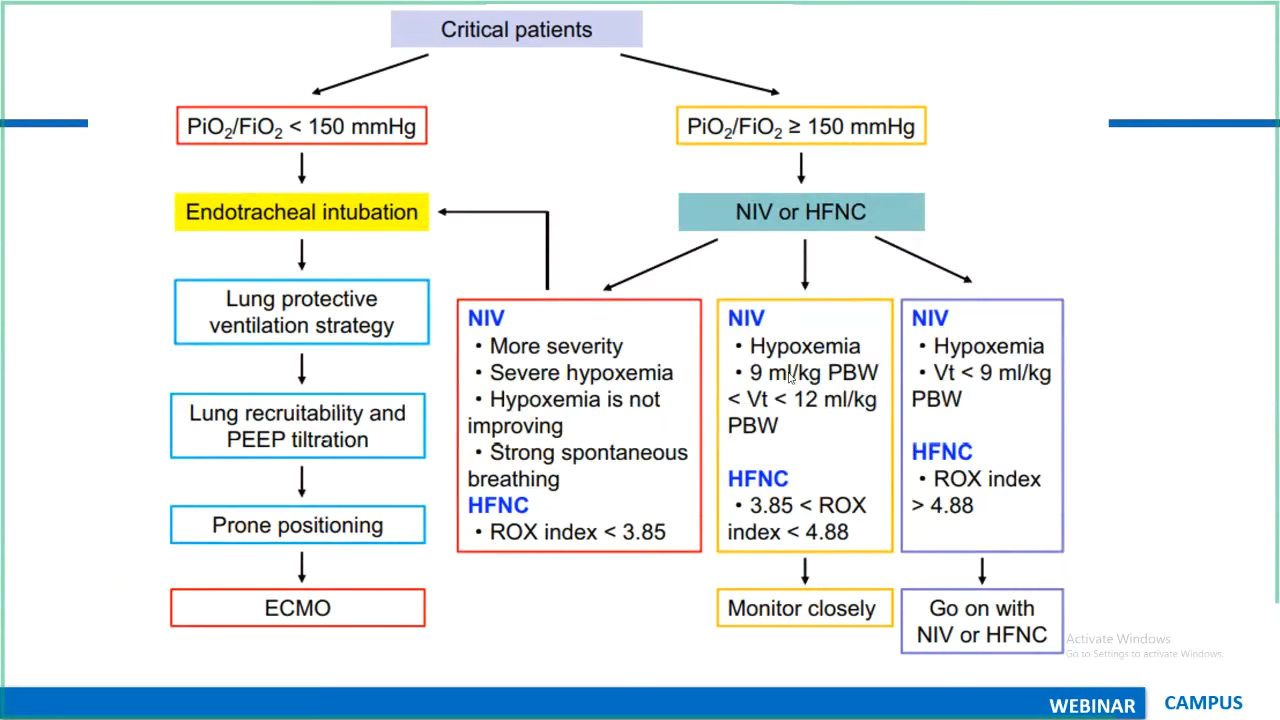 Critical patients
PiO₂/FiO₂ < 150 mmHg
PiO₂/FiO₂ ≥ 150 mmHg
Endotracheal intubation
NIV or HFNC
Lung protective
ventilation strategy
Lung recruitability and
PEEP tiltration
Prone positioning
ECMO
NIV
・More severity
・Severe hypoxemia
・Hypoxemia is not
improving
・Strong spontaneous
breathing
HFNC
・ROX index < 3.85
NIV
・Hypoxemia
・9 ml/kg PBW
< Vt < 12 ml/kg
PBW
HFNC
・3.85 < ROX
index < 4.88
Monitor closely
NIV
・Hypoxemia
・Vt < 9 ml/kg
PBW
HFNC
・ROX index
> 4.88
Go on with
NIV or HFNC
Activate Windows
Go to Settings to activate Windows.
WEBINAR CAMPUS